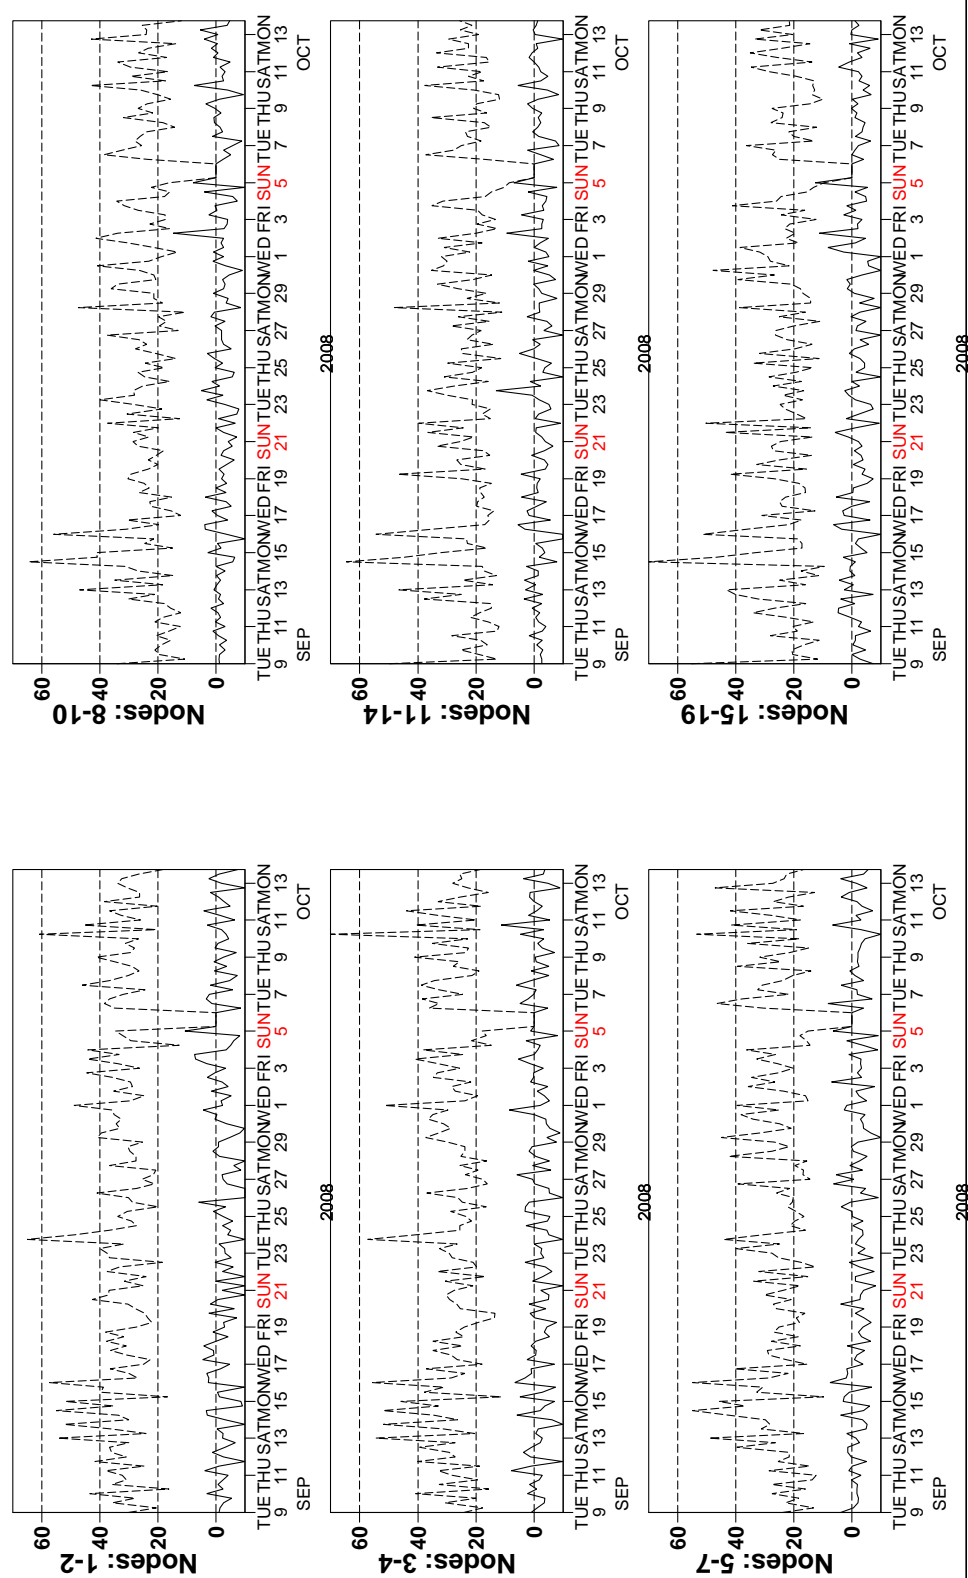 Nodes: 1-2
60
40
20
0
TUE THU SAT MON WED FRI SUN TUE THU SAT MON WED FRI SUN TUE THU SAT MON
9 11 13 15 17 19 21 23 25 27 29 1 3 5 7 9 11 13
SEP OCT
2008
Nodes: 3-4
60
40
20
0
TUE THU SAT MON WED FRI SUN TUE THU SAT MON WED FRI SUN TUE THU SAT MON
9 11 13 15 17 19 21 23 25 27 29 1 3 5 7 9 11 13
SEP OCT
2008
Nodes: 5-7
60
40
20
0
TUE THU SAT MON WED FRI SUN TUE THU SAT MON WED FRI SUN TUE THU SAT MON
9 11 13 15 17 19 21 23 25 27 29 1 3 5 7 9 11 13
SEP OCT
2008
Nodes: 8-10
60
40
20
0
TUE THU SAT MON WED FRI SUN TUE THU SAT MON WED FRI SUN TUE THU SAT MON
9 11 13 15 17 19 21 23 25 27 29 1 3 5 7 9 11 13
SEP OCT
2008
Nodes: 11-14
60
40
20
0
TUE THU SAT MON WED FRI SUN TUE THU SAT MON WED FRI SUN TUE THU SAT MON
9 11 13 15 17 19 21 23 25 27 29 1 3 5 7 9 11 13
SEP OCT
2008
Nodes: 15-19
60
40
20
0
TUE THU SAT MON WED FRI SUN TUE THU SAT MON WED FRI SUN TUE THU SAT MON
9 11 13 15 17 19 21 23 25 27 29 1 3 5 7 9 11 13
SEP OCT
2008